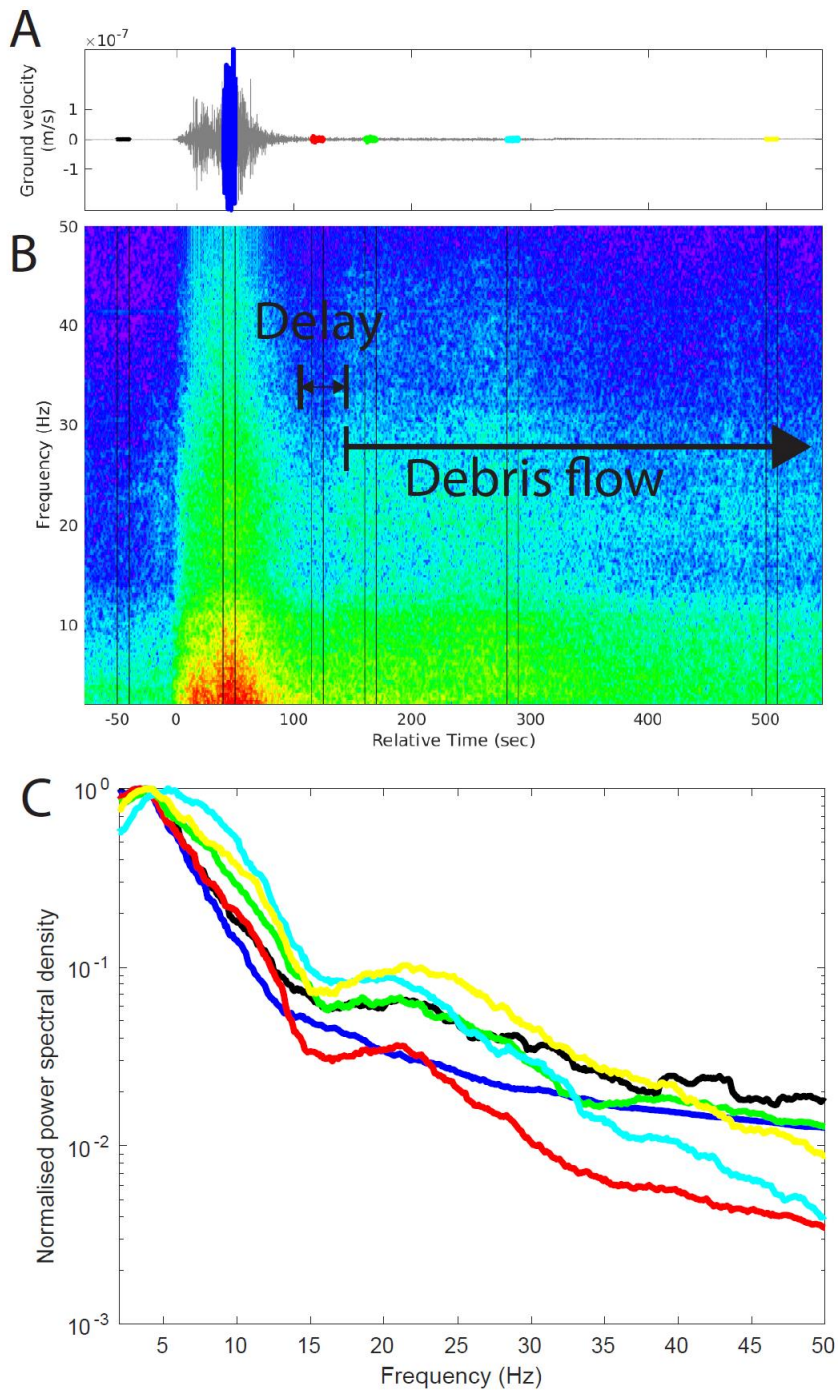 A
×10⁻⁷
Ground velocity
(m/s)
1
0
-1
B
50
40
30
20
10
Frequency (Hz)
Delay
Debris flow
-50 0 100 200 300 400 500
Relative Time (sec)
C
10⁰
10⁻¹
10⁻²
10⁻³
Normalised power spectral density
5 10 15 20 25 30 35 40 45 50
Frequency (Hz)